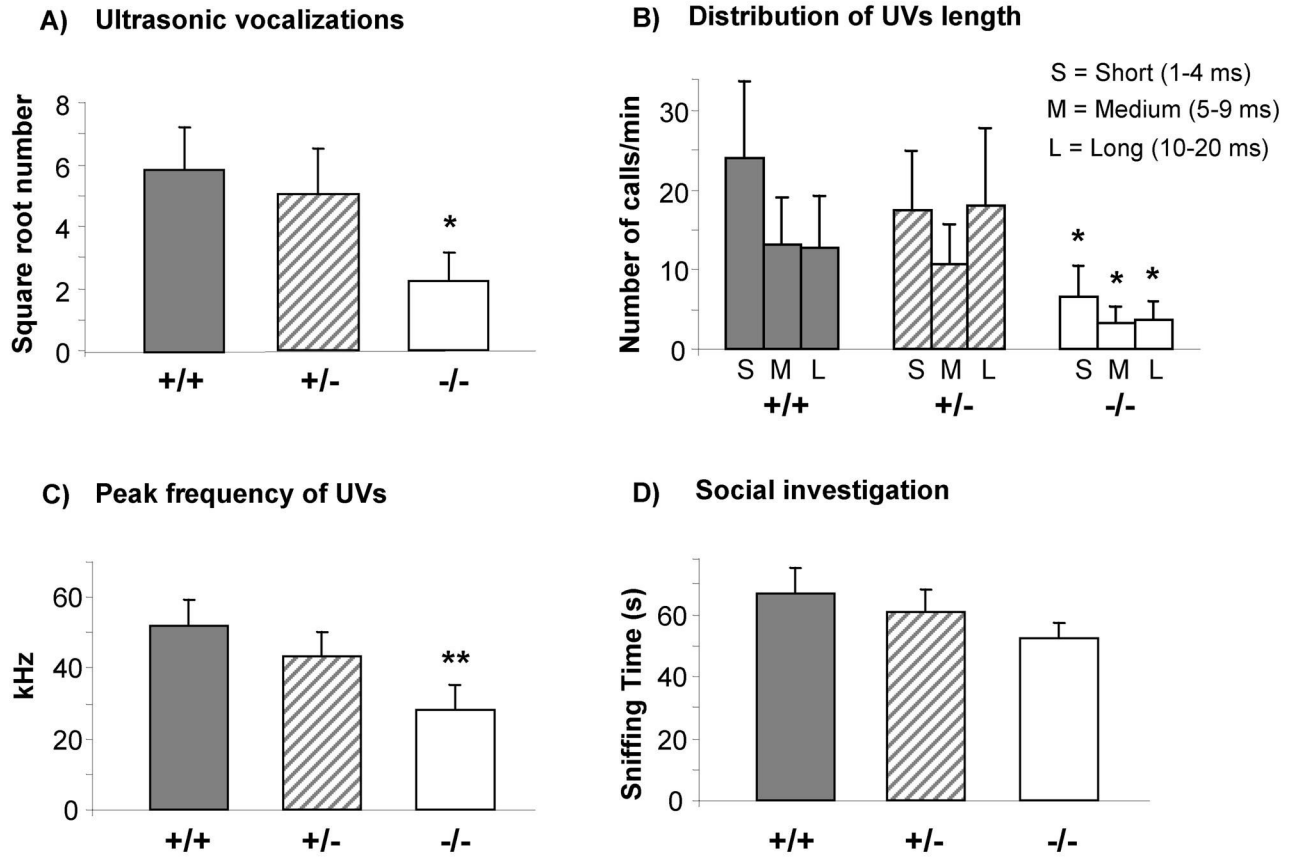 A) Ultrasonic vocalizations
Square root number
8
6
4
2
0
*
+/+ +/- -/-
B) Distribution of UVs length
S = Short (1-4 ms)
M = Medium (5-9 ms)
L = Long (10-20 ms)
Number of calls/min
30
20
10
0
* * *
S M L S M L S M L
+/+ +/- -/-
C) Peak frequency of UVs
kHz
60
40
20
0
**
+/+ +/- -/-
D) Social investigation
Sniffing Time (s)
60
40
20
0
+/+ +/- -/-